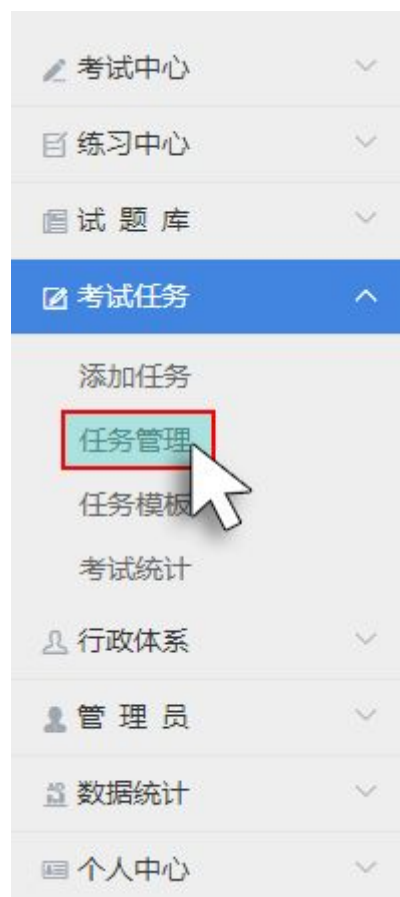 考试中心
练习中心
试 题 库
考试任务
添加任务
任务管理
任务模板
考试统计
行政体系
管 理 员
数据统计
个人中心